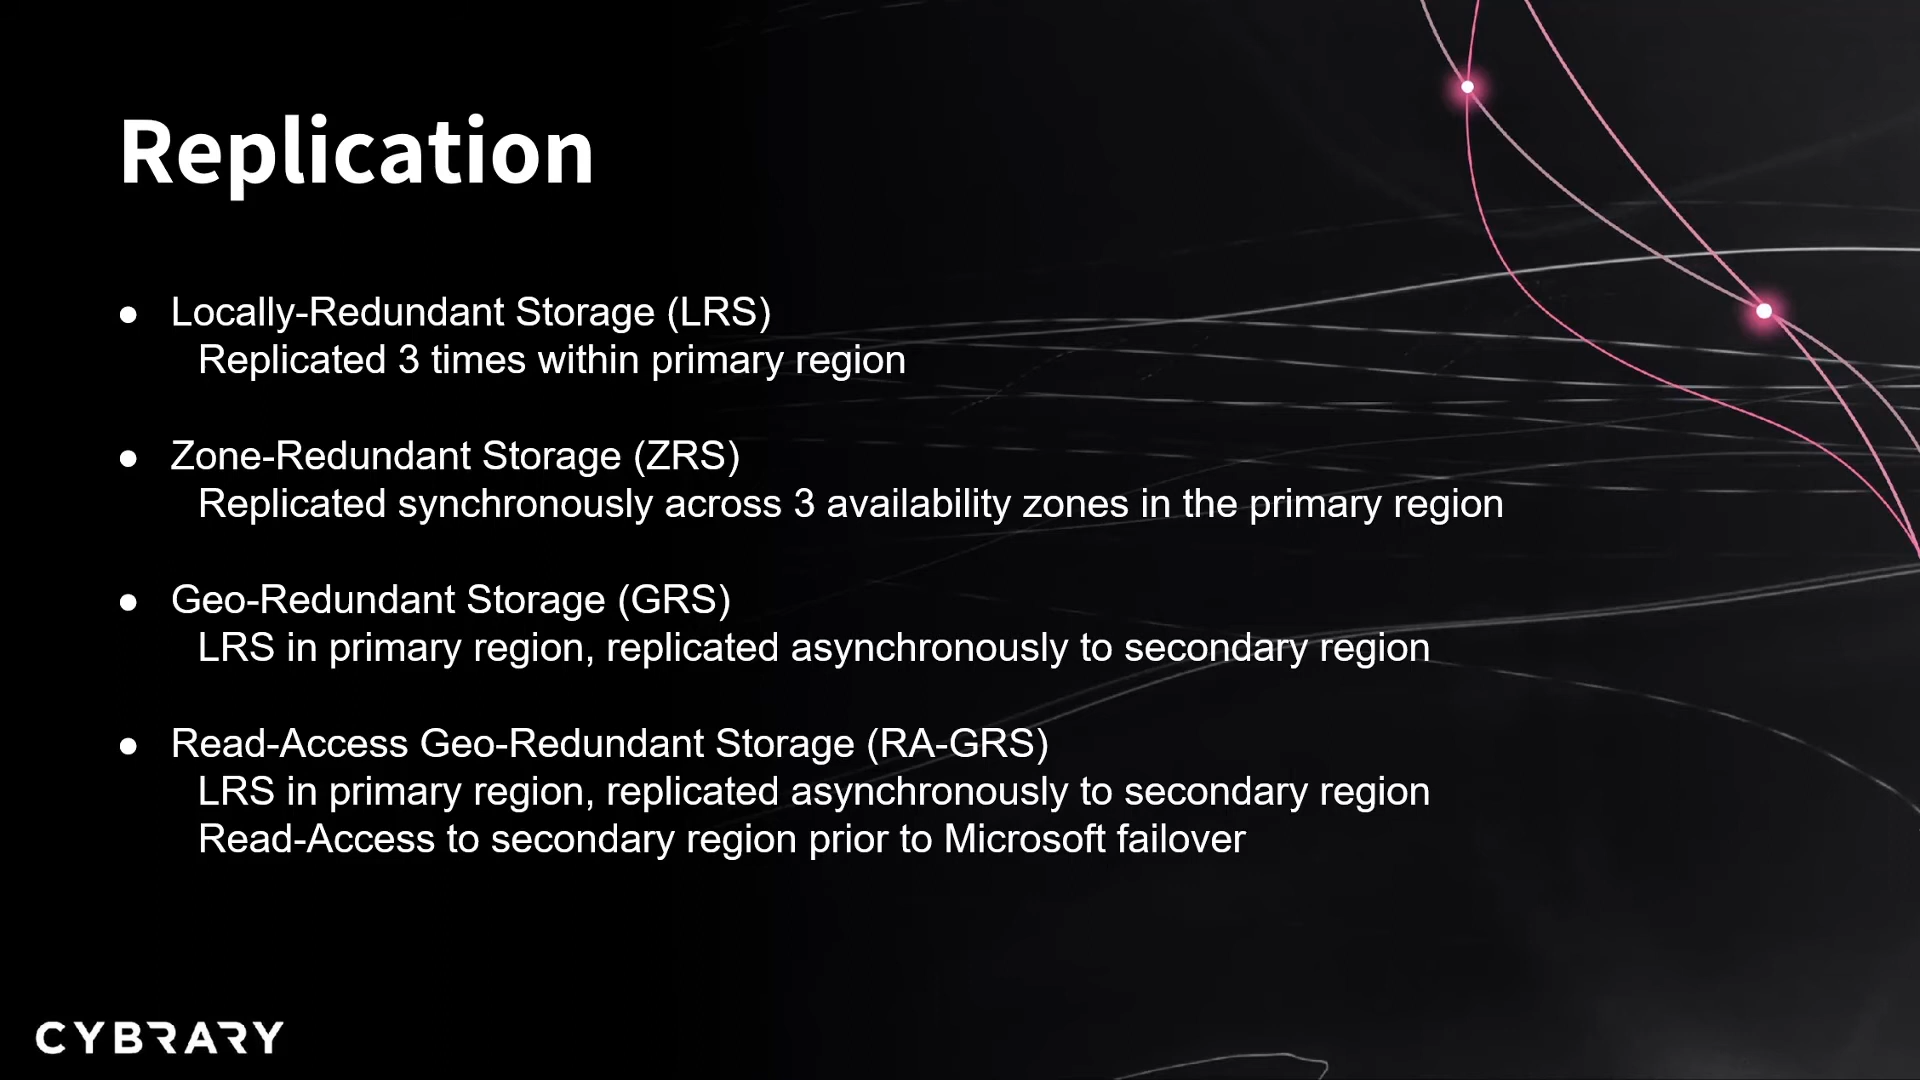 Replication
● Locally-Redundant Storage (LRS)
Replicated 3 times within primary region
● Zone-Redundant Storage (ZRS)
Replicated synchronously across 3 availability zones in the primary region
● Geo-Redundant Storage (GRS)
LRS in primary region, replicated asynchronously to secondary region
● Read-Access Geo-Redundant Storage (RA-GRS)
LRS in primary region, replicated asynchronously to secondary region
Read-Access to secondary region prior to Microsoft failover
CYBRARY